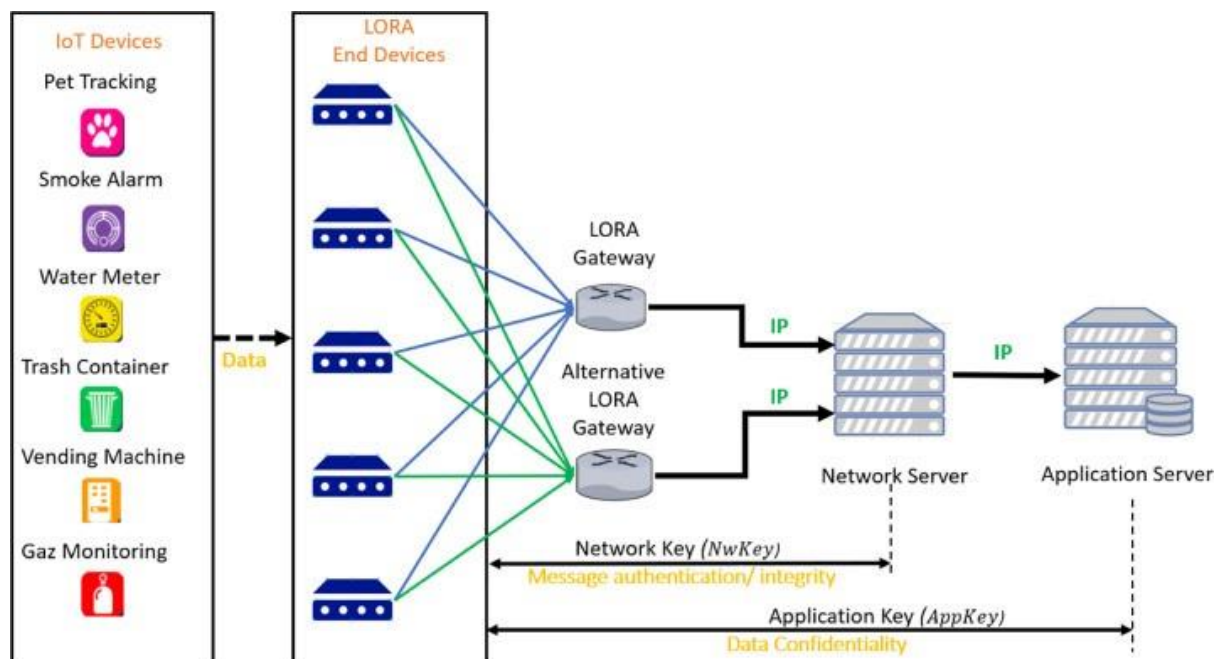 IoT Devices
Pet Tracking
Smoke Alarm
Water Meter
Trash Container
Vending Machine
Gaz Monitoring
Data
LORA
End Devices
LORA
Gateway
Alternative
LORA
Gateway
IP
IP
IP
Network Server
Application Server
Network Key (NwKey)
Message authentication/ integrity
Application Key (AppKey)
Data Confidentiality